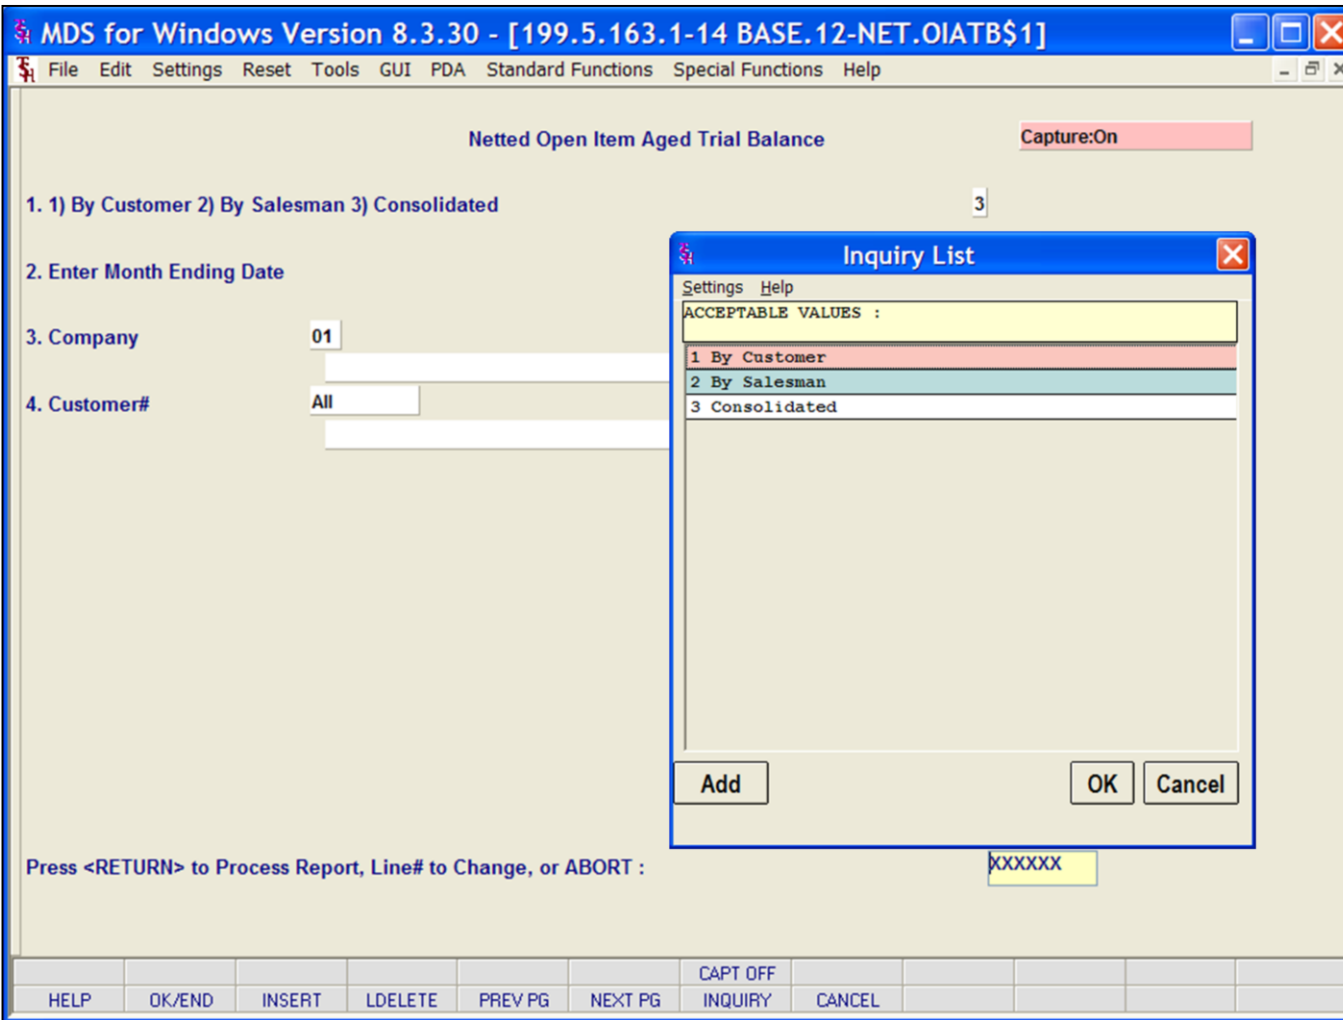 MDS for Windows Version 8.3.30 - [199.5.163.1-14 BASE.12-NET.OIATB$1]
File Edit Settings Reset Tools GUI PDA Standard Functions Special Functions Help
Netted Open Item Aged Trial Balance
Capture:On
1. 1) By Customer 2) By Salesman 3) Consolidated 3
2. Enter Month Ending Date
3. Company 01
4. Customer# All
Inquiry List
Settings Help
ACCEPTABLE VALUES :
1 By Customer
2 By Salesman
3 Consolidated
Add OK Cancel
Press <RETURN> to Process Report, Line# to Change, or ABORT : XXXXXX
CAPT OFF
HELP OK/END INSERT LDELETE PREV PG NEXT PG INQUIRY CANCEL